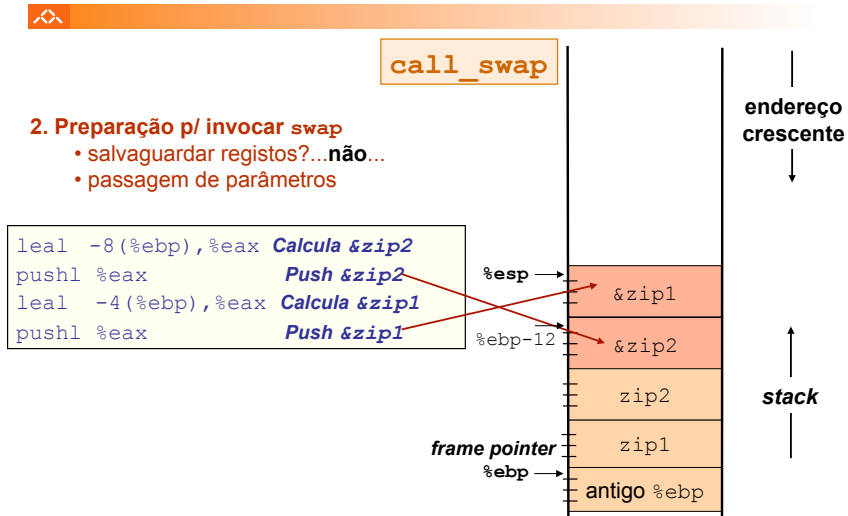 call_swap
2. Preparação p/ invocar swap
• salvaguardar registos?...não...
• passagem de parâmetros
endereço
crescente
leal -8(%ebp),%eax Calcula &zip2
pushl %eax Push &zip2
leal -4(%ebp),%eax Calcula &zip1
pushl %eax Push &zip1
%esp
&zip1
%ebp-12
&zip2
zip2
stack
frame pointer
zip1
%ebp
antigo %ebp